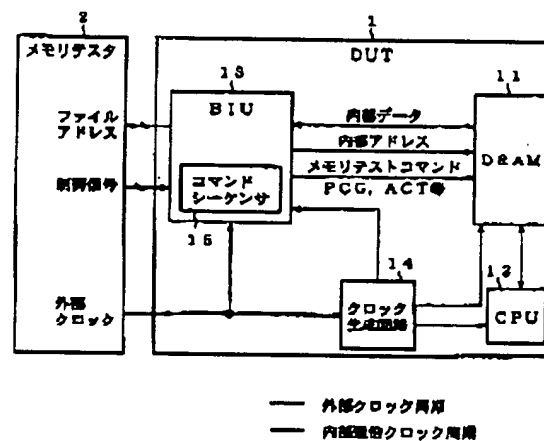 2
1
メモリテスタ
DUT
13
11
BIU
ファイル
アドレス
内部データ
内部アドレス
DRAM
メモリテストコマンド
制御信号
コマンド
シーケンサ
PCG, ACT等
15
14
12
外部
クロック
クロック
生成回路
CPU
外部クロック同期
内部逓倍クロック同期